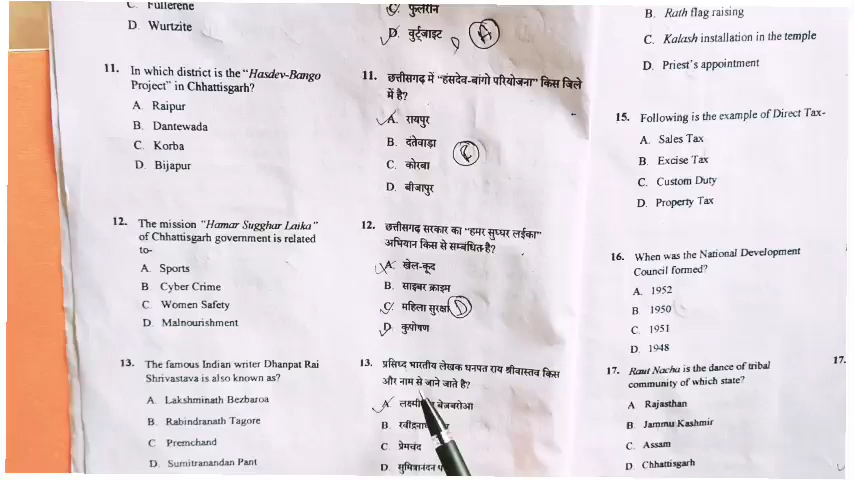 C. Fullerene
D. Wurtzite
11. In which district is the "Hasdev-Bango
Project" in Chhattisgarh?
A. Raipur
B. Dantewada
C. Korba
D. Bijapur
12. The mission "Hamar Sugghar Laika"
of Chhattisgarh government is related
to-
A. Sports
B Cyber Crime
C. Women Safety
D. Malnourishment
13. The famous Indian writer Dhanpat Rai
Shrivastava is also known as?
A. Lakshminath Bezbaroa
B. Rabindranath Tagore
C Premchand
D. Sumitranandan Pant
C. फुलरीन
D. वुर्ट्जाइट
11. छत्तीसगढ़ में "हसदेव-बांगो परियोजना" किस जिले
में है?
A. रायपुर
B. दंतेवाड़ा
C. कोरबा
D. बीजापुर
12. छत्तीसगढ़ सरकार का "हमर सुघ्घर लईका"
अभियान किस से सम्बंधित है?
A. खेल-कूद
B. साइबर क्राइम
C. महिला सुरक्षा D
D. कुपोषण
13. प्रसिध्द भारतीय लेखक धनपत राय श्रीवास्तव किस
और नाम से जाने जाते है?
A. बेजबरोआ
B.
C. प्रेमचंद
D. सुमित्रानंदन
B. Rath flag raising
C. Kalash installation in the temple
D. Priest's appointment
15. Following is the example of Direct Tax-
A. Sales Tax
B. Excise Tax
C. Custom Duty
D. Property Tax
16. When was the National Development
Council formed?
A. 1952
B 1950
C. 1951
D. 1948
17. Raut Nacha is the dance of tribal
community of which state?
A Rajasthan
B. Jammu Kashmir
C. Assam
D. Chhattisgarh
17.